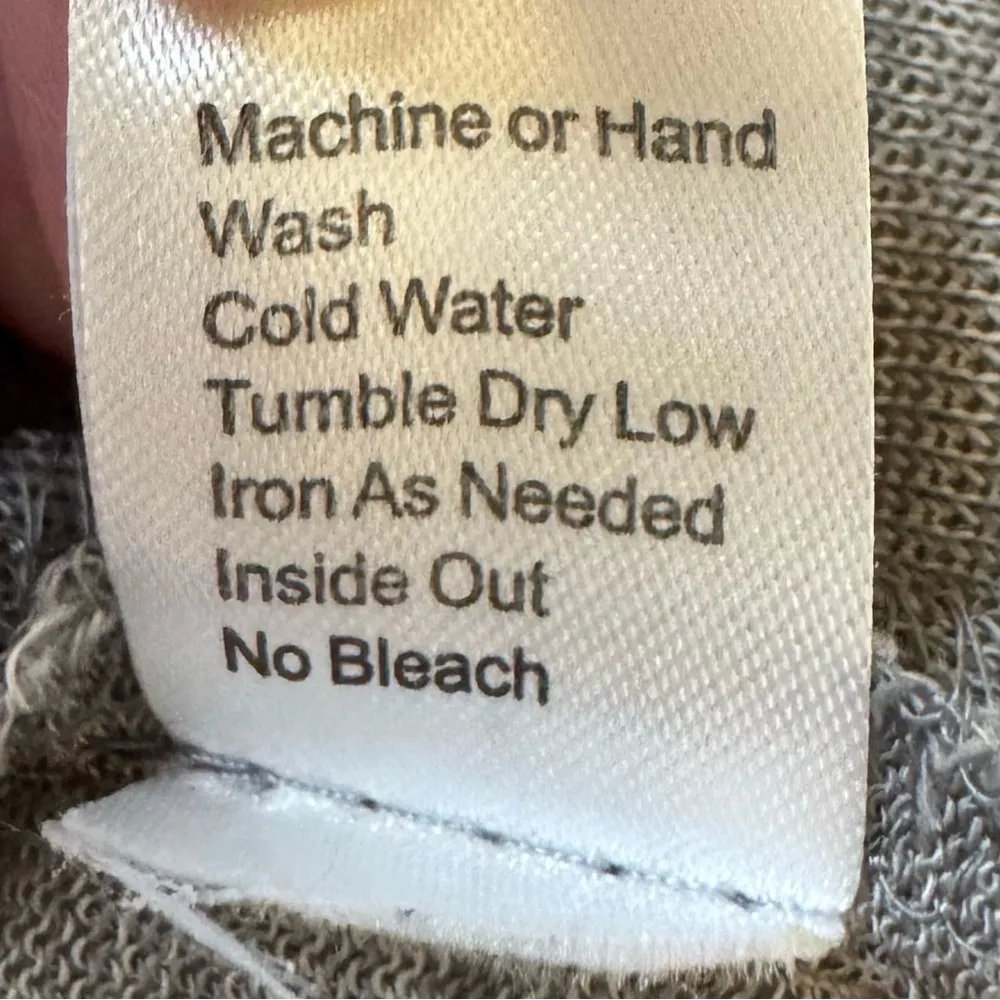 Machine or Hand
Wash
Cold Water
Tumble Dry Low
Iron As Needed
Inside Out
No Bleach